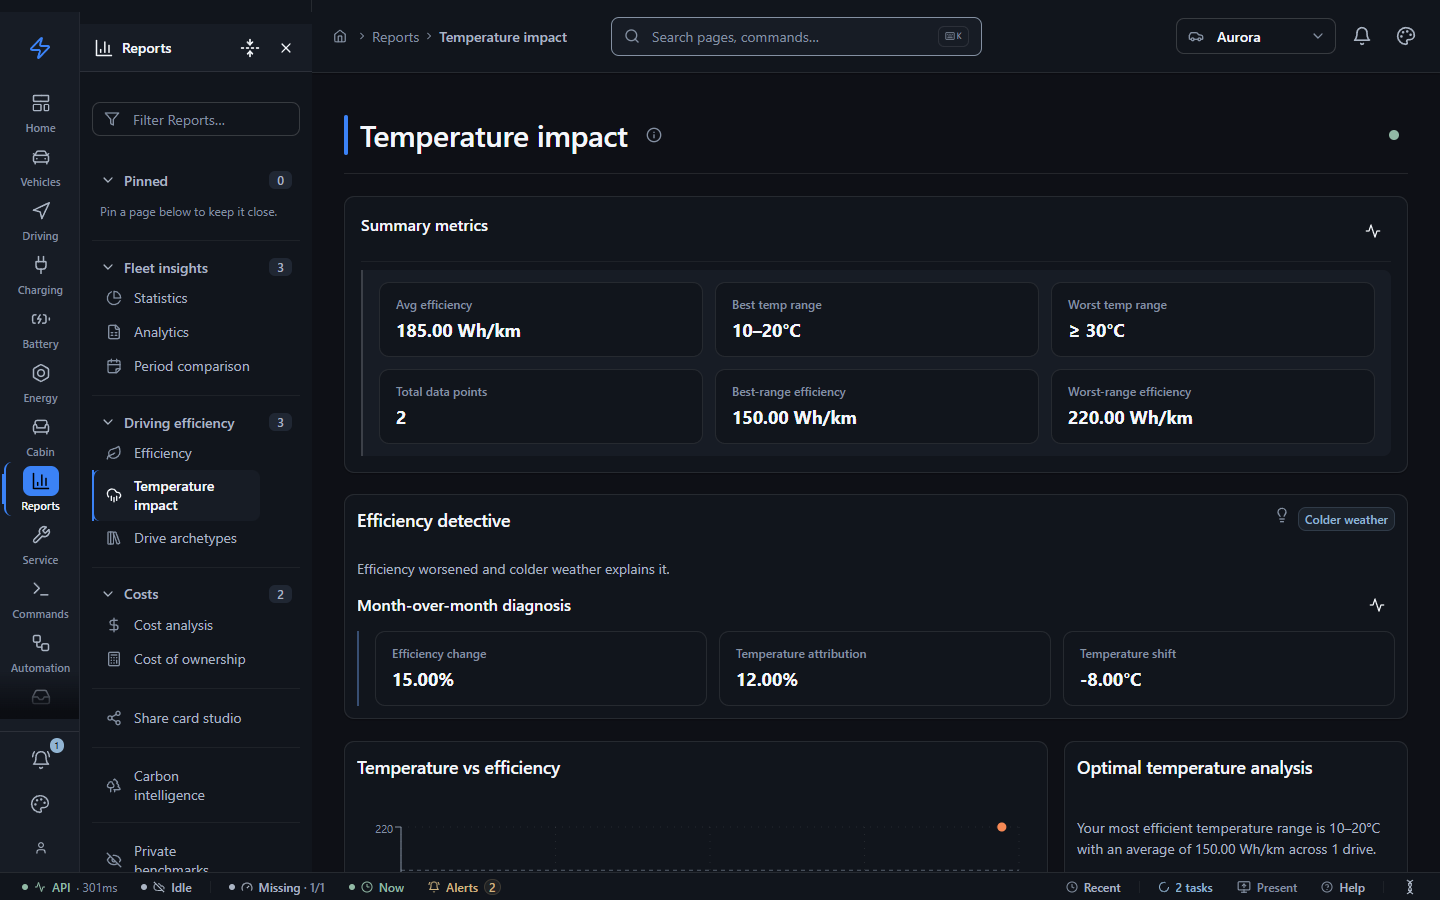 Reports
Reports
Temperature impact
Search pages, commands...
K
Aurora
Home
Vehicles
Driving
Charging
Battery
Energy
Cabin
Reports
Service
Commands
Automation
1
Filter Reports...
Pinned
0
Pin a page below to keep it close.
Fleet insights
3
Statistics
Analytics
Period comparison
Driving efficiency
3
Efficiency
Temperature
impact
Drive archetypes
Costs
2
Cost analysis
Cost of ownership
Share card studio
Carbon
intelligence
Private
benchmarks
Temperature impact
Summary metrics
Avg efficiency
185.00 Wh/km
Best temp range
10–20°C
Worst temp range
≥ 30°C
Total data points
2
Best-range efficiency
150.00 Wh/km
Worst-range efficiency
220.00 Wh/km
Efficiency detective
Colder weather
Efficiency worsened and colder weather explains it.
Month-over-month diagnosis
Efficiency change
15.00%
Temperature attribution
12.00%
Temperature shift
-8.00°C
Temperature vs efficiency
220
Optimal temperature analysis
Your most efficient temperature range is 10–20°C
with an average of 150.00 Wh/km across 1 drive.
API · 301ms
Idle
Missing · 1/1
Now
Alerts 2
Recent
2 tasks
Present
Help